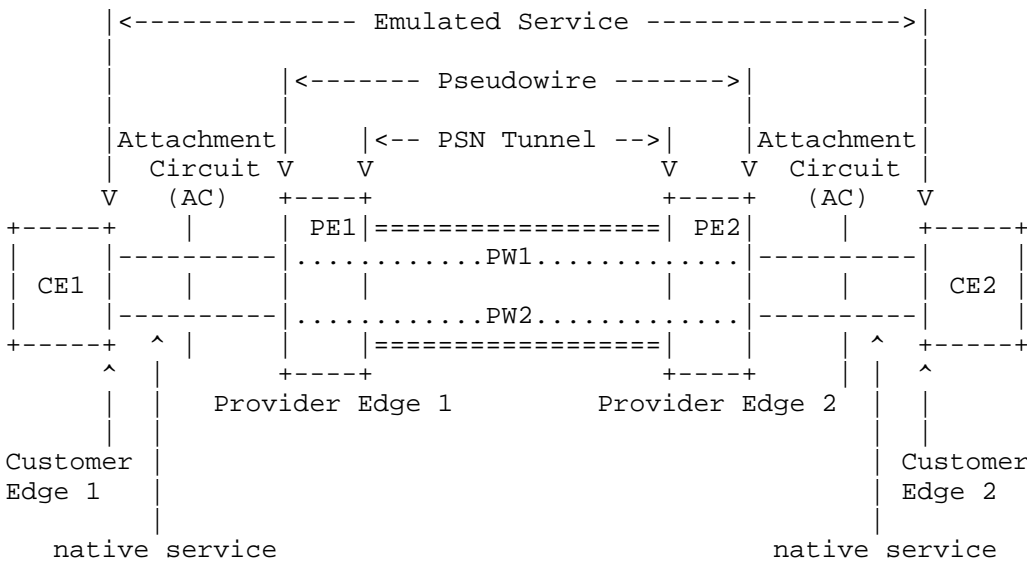 |<-------------- Emulated Service ---------------->|
|<------- Pseudowire ------->|
Attachment |<-- PSN Tunnel -->| Attachment
Circuit V V V V Circuit
V (AC) +----+ +----+ (AC) V
+-----+ | | PE1|==================| PE2| | +-----+
| |----------|............PW1.............|----------| |
| CE1 | | | | | | | | CE2 |
| |----------|............PW2.............|----------| |
+-----+ ^ | | |==================| | | ^ +-----+
^ | +----+ +----+ | | ^
| | Provider Edge 1 Provider Edge 2 | |
Customer | | Customer
Edge 1 | | Edge 2
native service native service